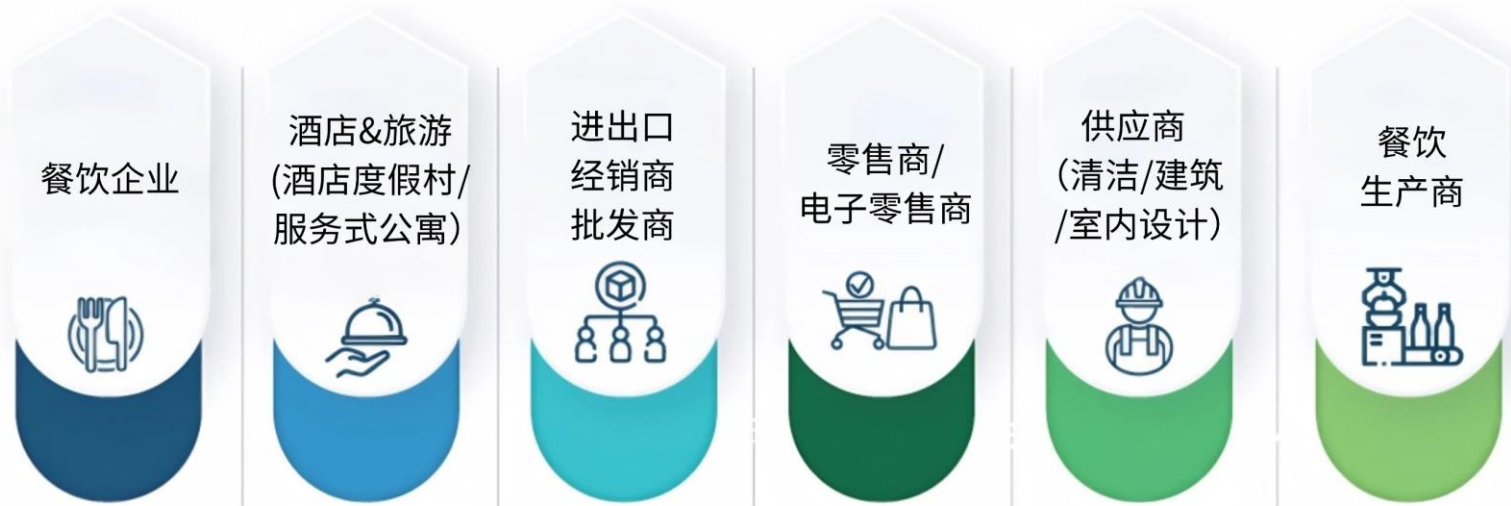 餐饮企业
酒店&旅游
(酒店度假村/
服务式公寓）
进出口
经销商
批发商
零售商/
电子零售商
供应商
（清洁/建筑
/室内设计）
餐饮
生产商